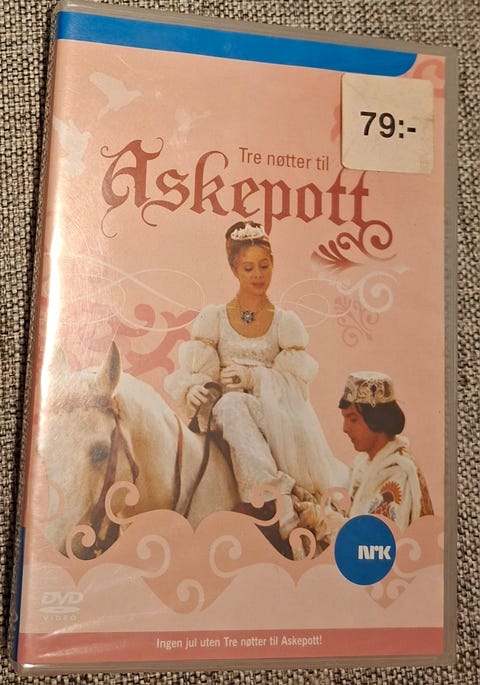 79:-
Tre nøtter til
Askepott
NRK
DVD
VIDEO
Ingen jul uten Tre nøtter til Askepott!